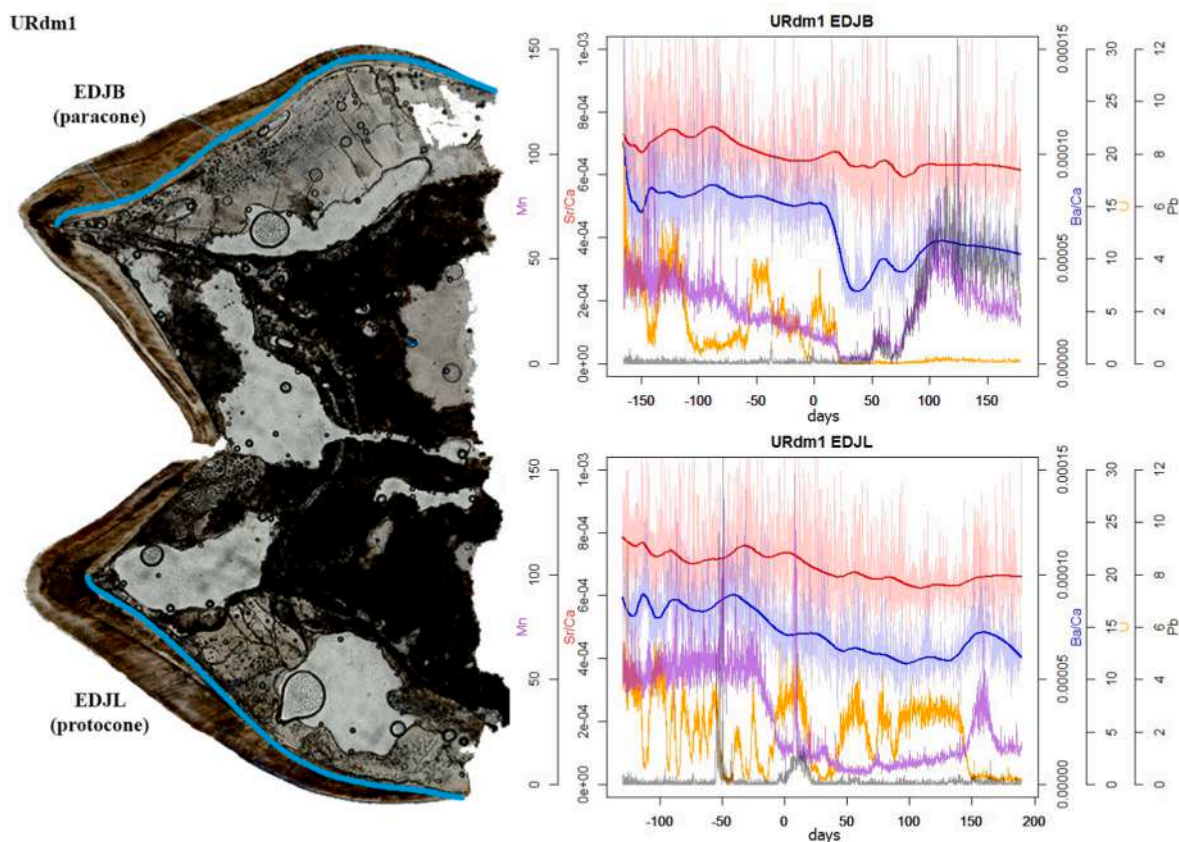 URdm1
EDJB
(paracone)
EDJL
(protocone)
URdm1 EDJB
Mn
0 50 100 150
Sr/Ca
0e+00 2e-04 4e-04 6e-04 8e-04 1e-03
Ba/Ca
0.00000 0.00005 0.00010 0.00015
U
0 5 10 15 20 25 30
Pb
0 2 4 6 8 10 12
-150 -100 -50 0 50 100 150
days
URdm1 EDJL
Mn
0 50 100 150
Sr/Ca
0e+00 2e-04 4e-04 6e-04 8e-04 1e-03
Ba/Ca
0.00000 0.00005 0.00010 0.00015
U
0 5 10 15 20 25 30
Pb
0 2 4 6 8 10 12
-100 -50 0 50 100 150 200
days